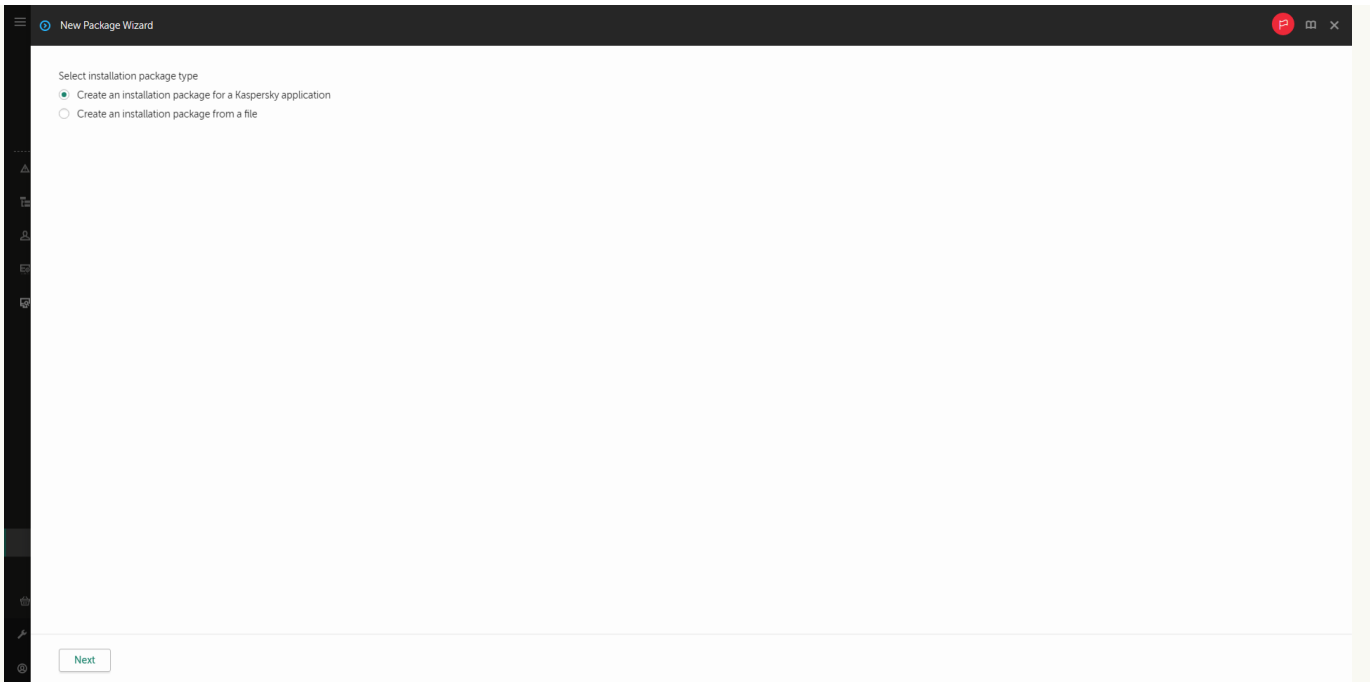 New Package Wizard
Select installation package type
Create an installation package for a Kaspersky application
Create an installation package from a file
Next